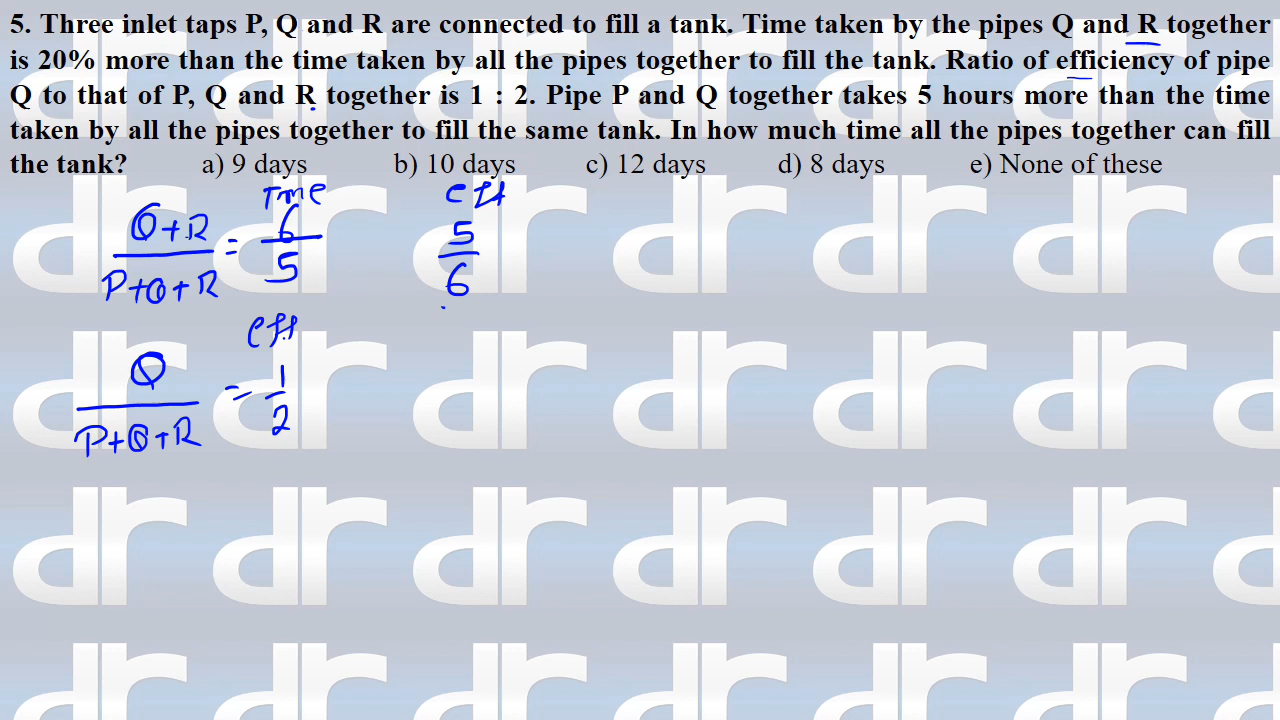 5. Three inlet taps P, Q and R are connected to fill a tank. Time taken by the pipes Q and R together
is 20% more than the time taken by all the pipes together to fill the tank. Ratio of efficiency of pipe
Q to that of P, Q and R together is 1 : 2. Pipe P and Q together takes 5 hours more than the time
taken by all the pipes together to fill the same tank. In how much time all the pipes together can fill
the tank? a) 9 days b) 10 days c) 12 days d) 8 days e) None of these
Time eff
Q+R 6 5
=
P+Q+R 5 6
eff
Q 1
=
P+Q+R 2